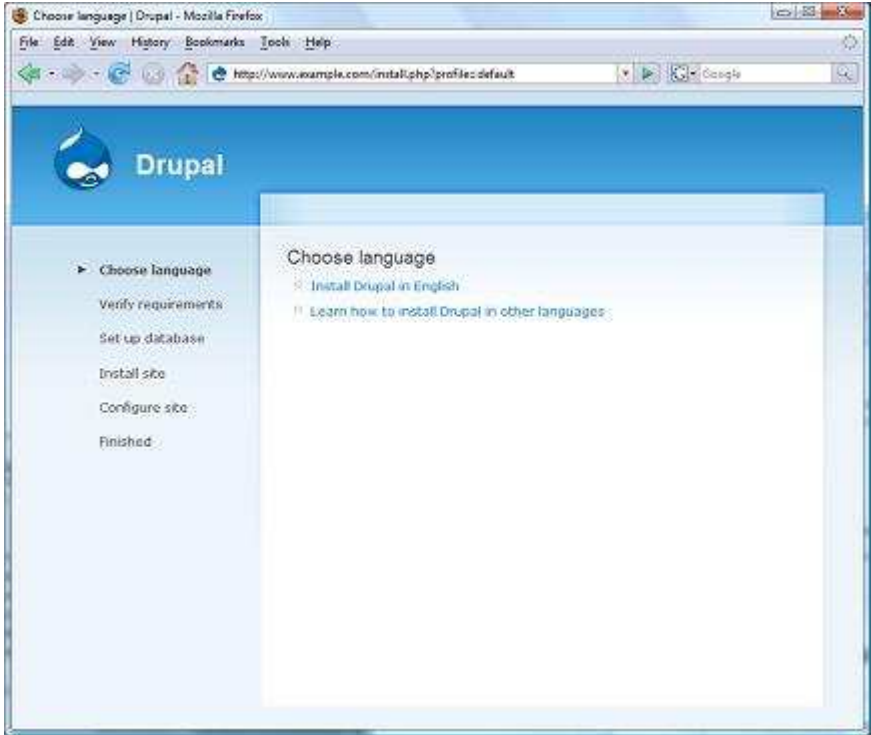 Choose language | Drupal - Mozilla Firefox
File Edit View History Bookmarks Tools Help
http://www.example.com/install.php?profile=default
Google
Drupal
Choose language
Choose language
Install Drupal in English
Verify requirements
Learn how to install Drupal in other languages
Set up database
Install site
Configure site
Finished